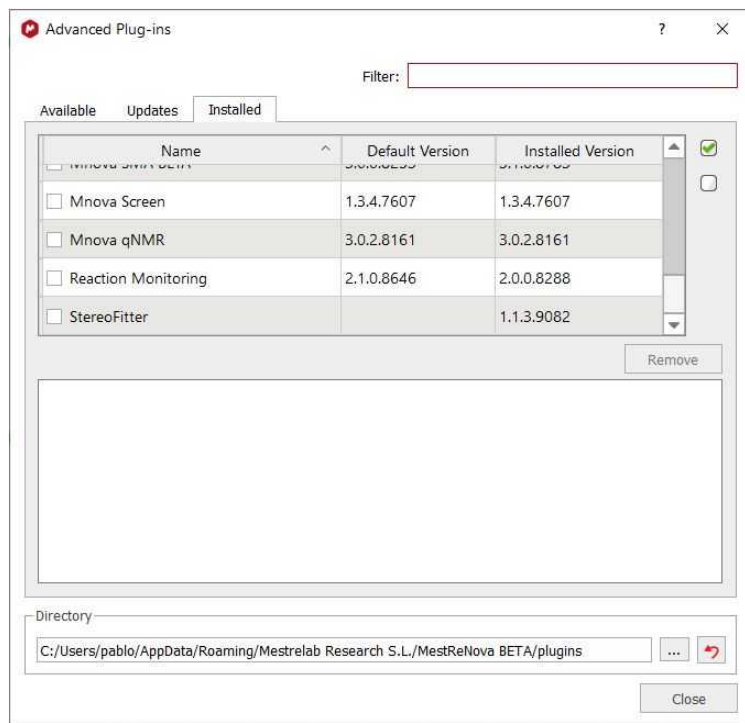 Advanced Plug-ins ?
Filter:
Available Updates Installed
Name Default Version Installed Version
Mnova Screen 1.3.4.7607 1.3.4.7607
Mnova qNMR 3.0.2.8161 3.0.2.8161
Reaction Monitoring 2.1.0.8646 2.0.0.8288
StereoFitter 1.1.3.9082
Remove
Directory
C:/Users/pablo/AppData/Roaming/Mestrelab Research S.L./MestReNova BETA/plugins ...
Close